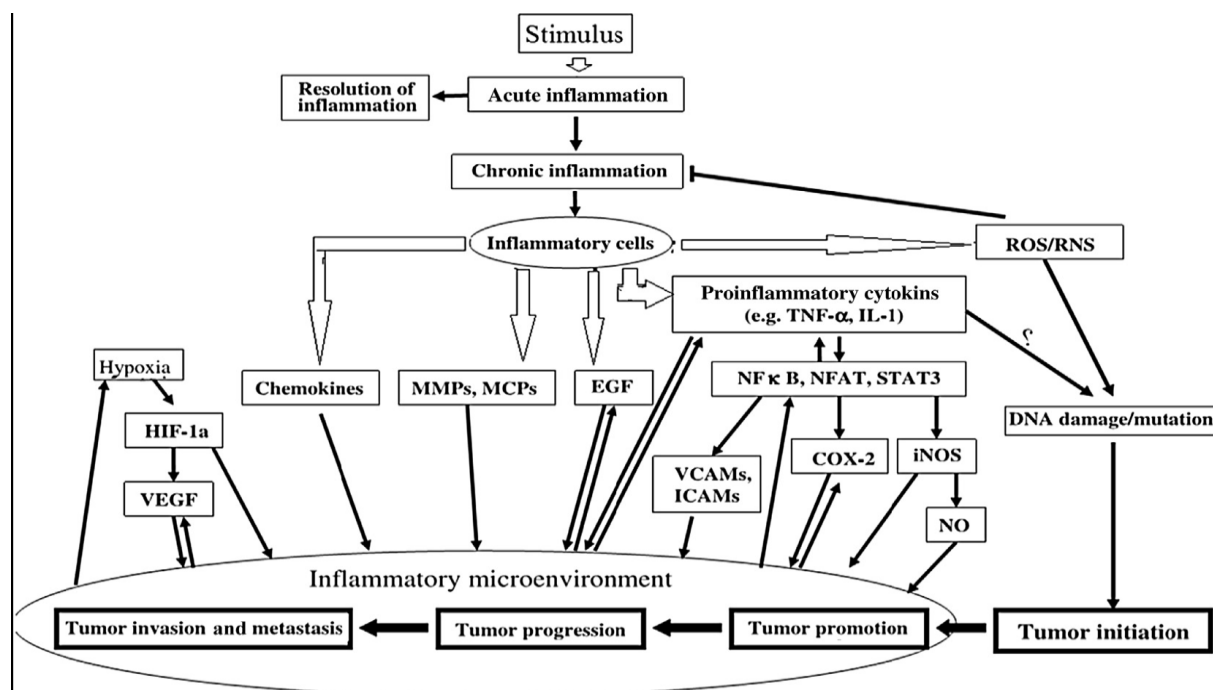 Stimulus
Resolution of
inflammation
Acute inflammation
Chronic inflammation
Inflammatory cells
ROS/RNS
Proinflammatory cytokins
(e.g. TNF-α, IL-1)
?
Hypoxia
Chemokines
MMPs, MCPs
EGF
NFκ B, NFAT, STAT3
HIF-1a
DNA damage/mutation
VCAMs,
ICAMs
COX-2
iNOS
VEGF
NO
Inflammatory microenvironment
Tumor invasion and metastasis
Tumor progression
Tumor promotion
Tumor initiation